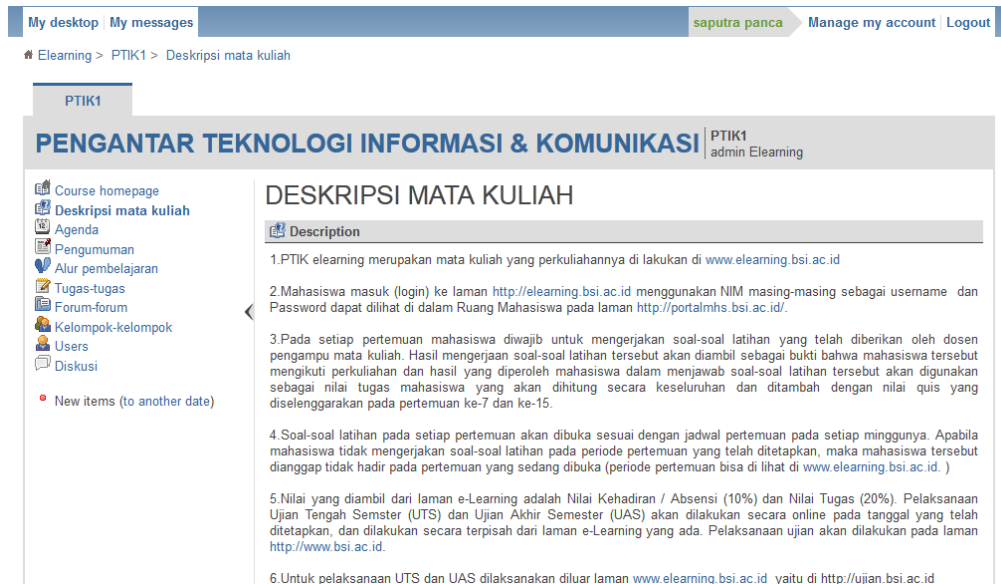 My desktop My messages
saputra panca Manage my account Logout
Elearning > PTIK1 > Deskripsi mata kuliah
PTIK1
PENGANTAR TEKNOLOGI INFORMASI & KOMUNIKASI
PTIK1
admin Elearning
Course homepage
Deskripsi mata kuliah
Agenda
Pengumuman
Alur pembelajaran
Tugas-tugas
Forum-forum
Kelompok-kelompok
Users
Diskusi
New items (to another date)
DESKRIPSI MATA KULIAH
Description
1.PTIK elearning merupakan mata kuliah yang perkuliahannya di lakukan di www.elearning.bsi.ac.id
2.Mahasiswa masuk (login) ke laman http://elearning.bsi.ac.id menggunakan NIM masing-masing sebagai username dan
Password dapat dilihat di dalam Ruang Mahasiswa pada laman http://portalmhs.bsi.ac.id/.
3.Pada setiap pertemuan mahasiswa diwajib untuk mengerjakan soal-soal latihan yang telah diberikan oleh dosen
pengampu mata kuliah. Hasil mengerjaan soal-soal latihan tersebut akan diambil sebagai bukti bahwa mahasiswa tersebut
mengikuti perkuliahan dan hasil yang diperoleh mahasiswa dalam menjawab soal-soal latihan tersebut akan digunakan
sebagai nilai tugas mahasiswa yang akan dihitung secara keseluruhan dan ditambah dengan nilai quis yang
diselenggarakan pada pertemuan ke-7 dan ke-15.
4.Soal-soal latihan pada setiap pertemuan akan dibuka sesuai dengan jadwal pertemuan pada setiap minggunya. Apabila
mahasiswa tidak mengerjakan soal-soal latihan pada periode pertemuan yang telah ditetapkan, maka mahasiswa tersebut
dianggap tidak hadir pada pertemuan yang sedang dibuka (periode pertemuan bisa di lihat di www.elearning.bsi.ac.id. )
5.Nilai yang diambil dari laman e-Learning adalah Nilai Kehadiran / Absensi (10%) dan Nilai Tugas (20%). Pelaksanaan
Ujian Tengah Semster (UTS) dan Ujian Akhir Semester (UAS) akan dilakukan secara online pada tanggal yang telah
ditetapkan, dan dilakukan secara terpisah dari laman e-Learning yang ada. Pelaksanaan ujian akan dilakukan pada laman
http://www.bsi.ac.id.
6.Untuk pelaksanaan UTS dan UAS dilaksanakan diluar laman www.elearning.bsi.ac.id yaitu di http://ujian.bsi.ac.id